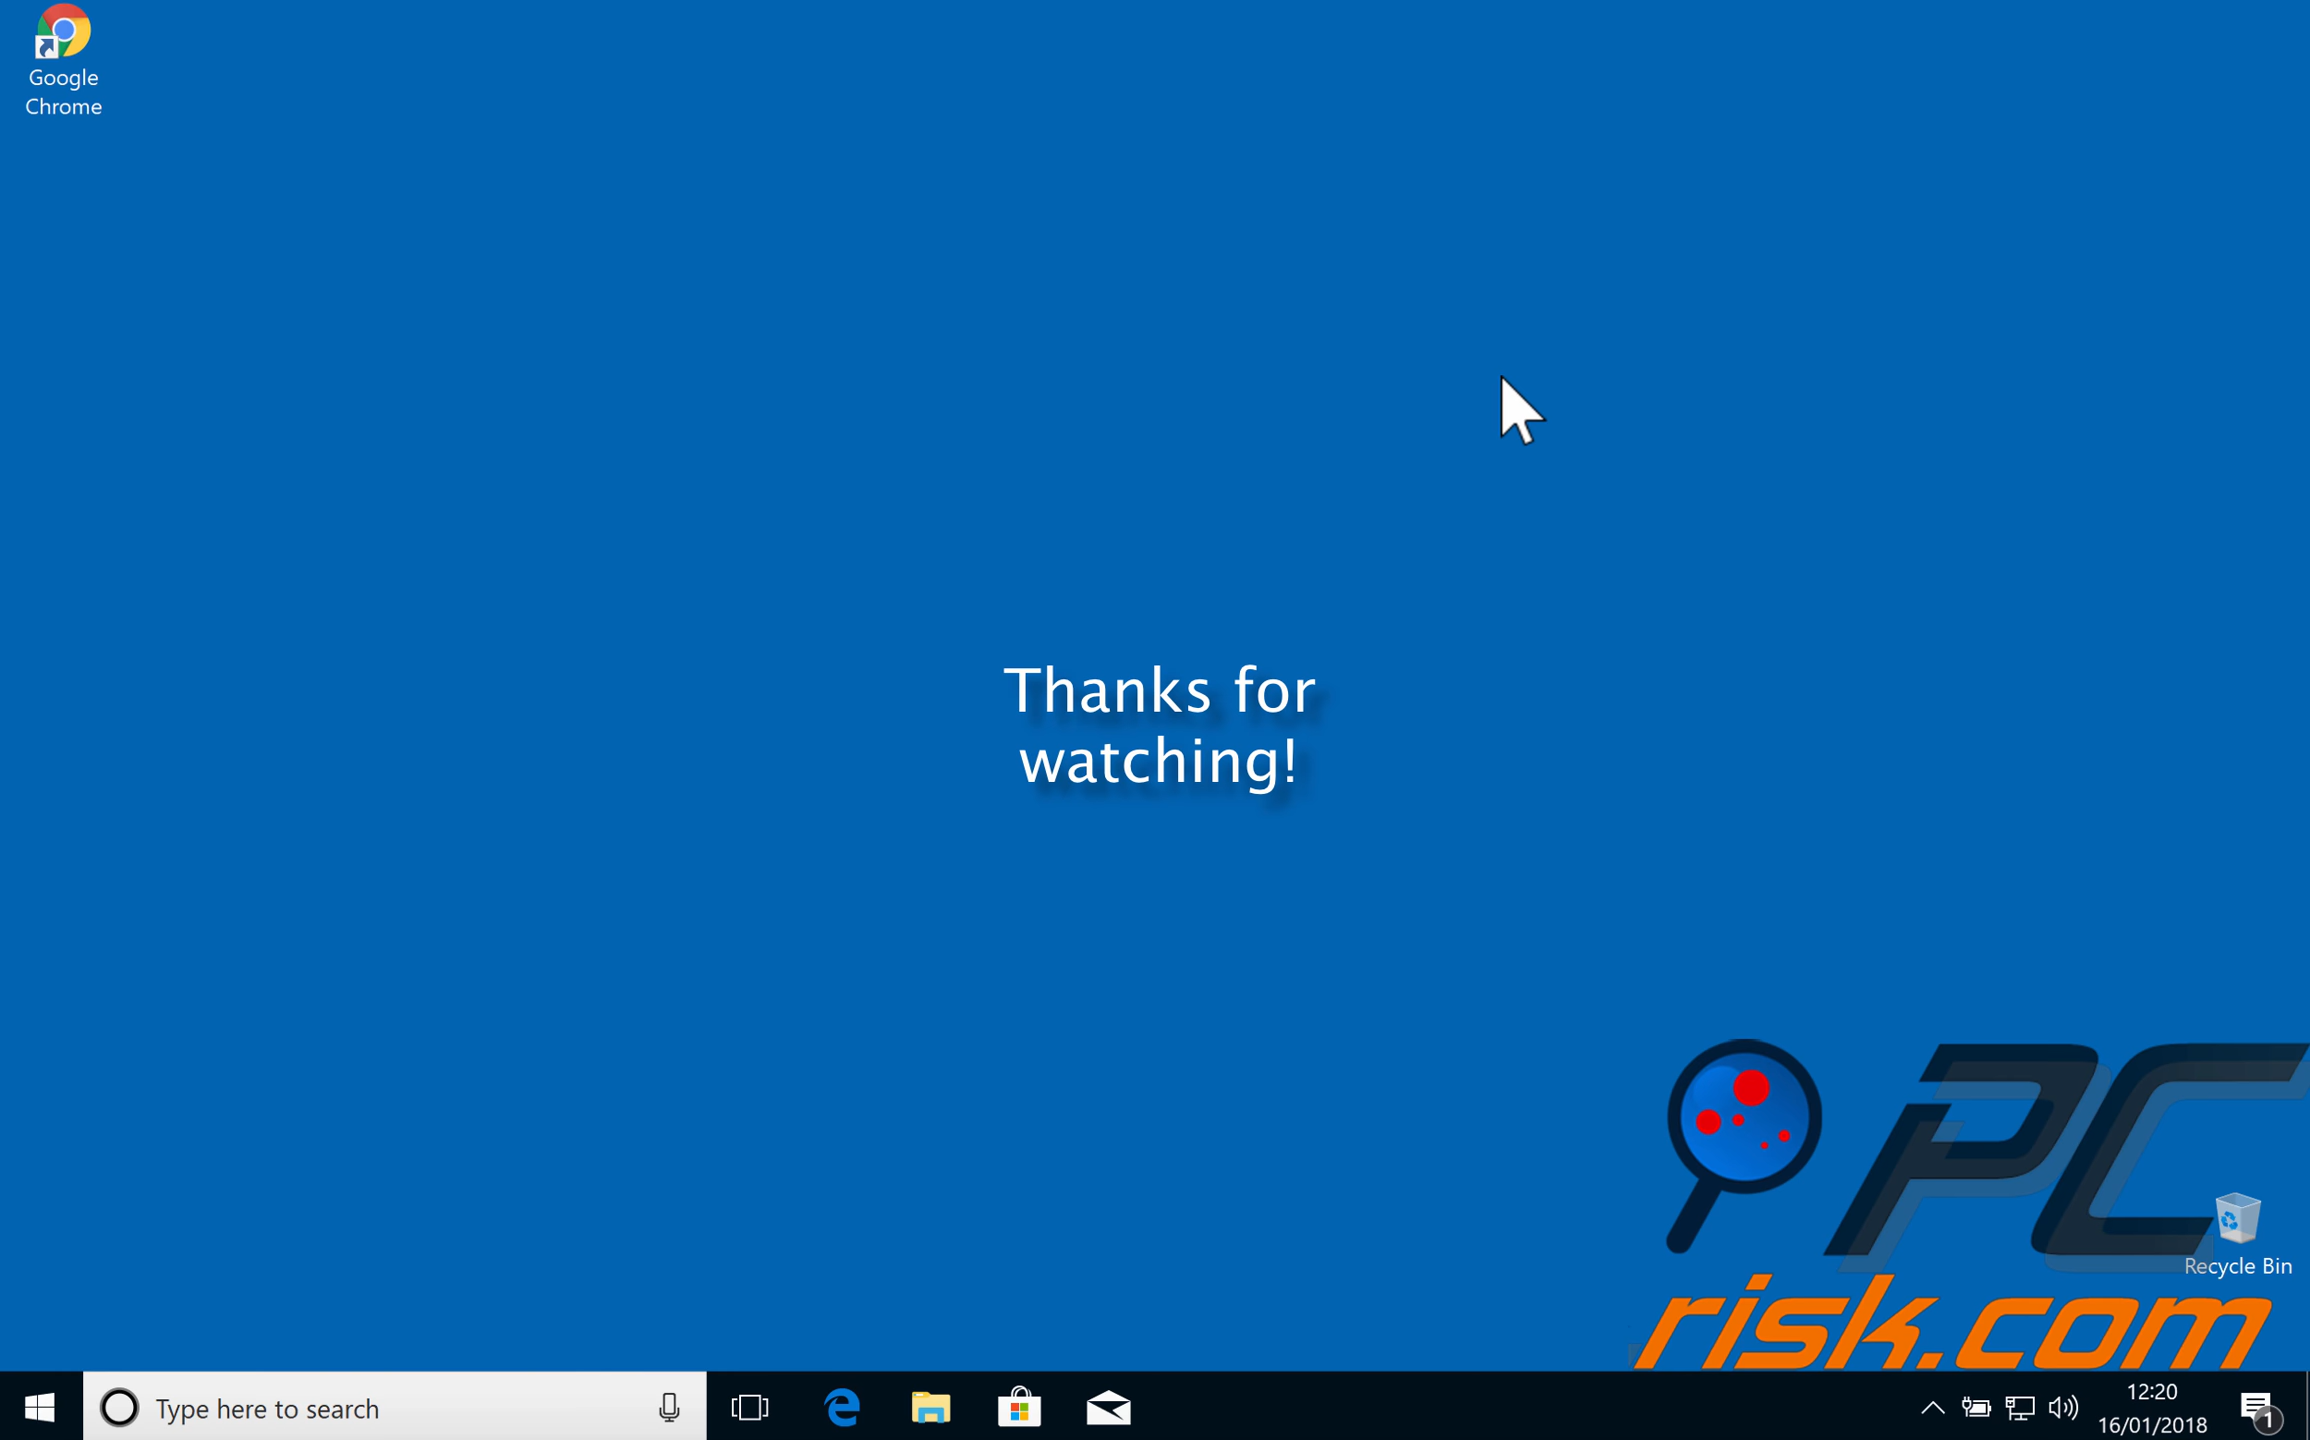 Google
Chrome
Thanks for
watching!
PC
Recycle Bin
risk.com
Type here to search
12:20
16/01/2018
1